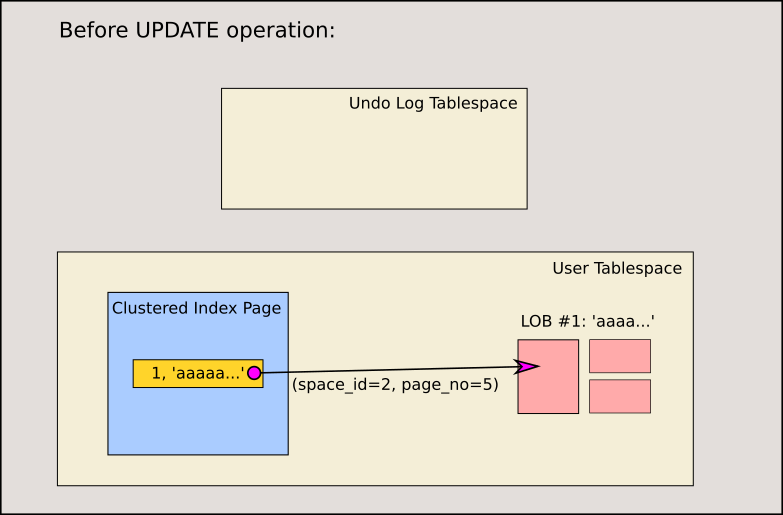 Before UPDATE operation:
Undo Log Tablespace
User Tablespace
Clustered Index Page
LOB #1: 'aaaa...'
1, 'aaaaa...'
(space_id=2, page_no=5)